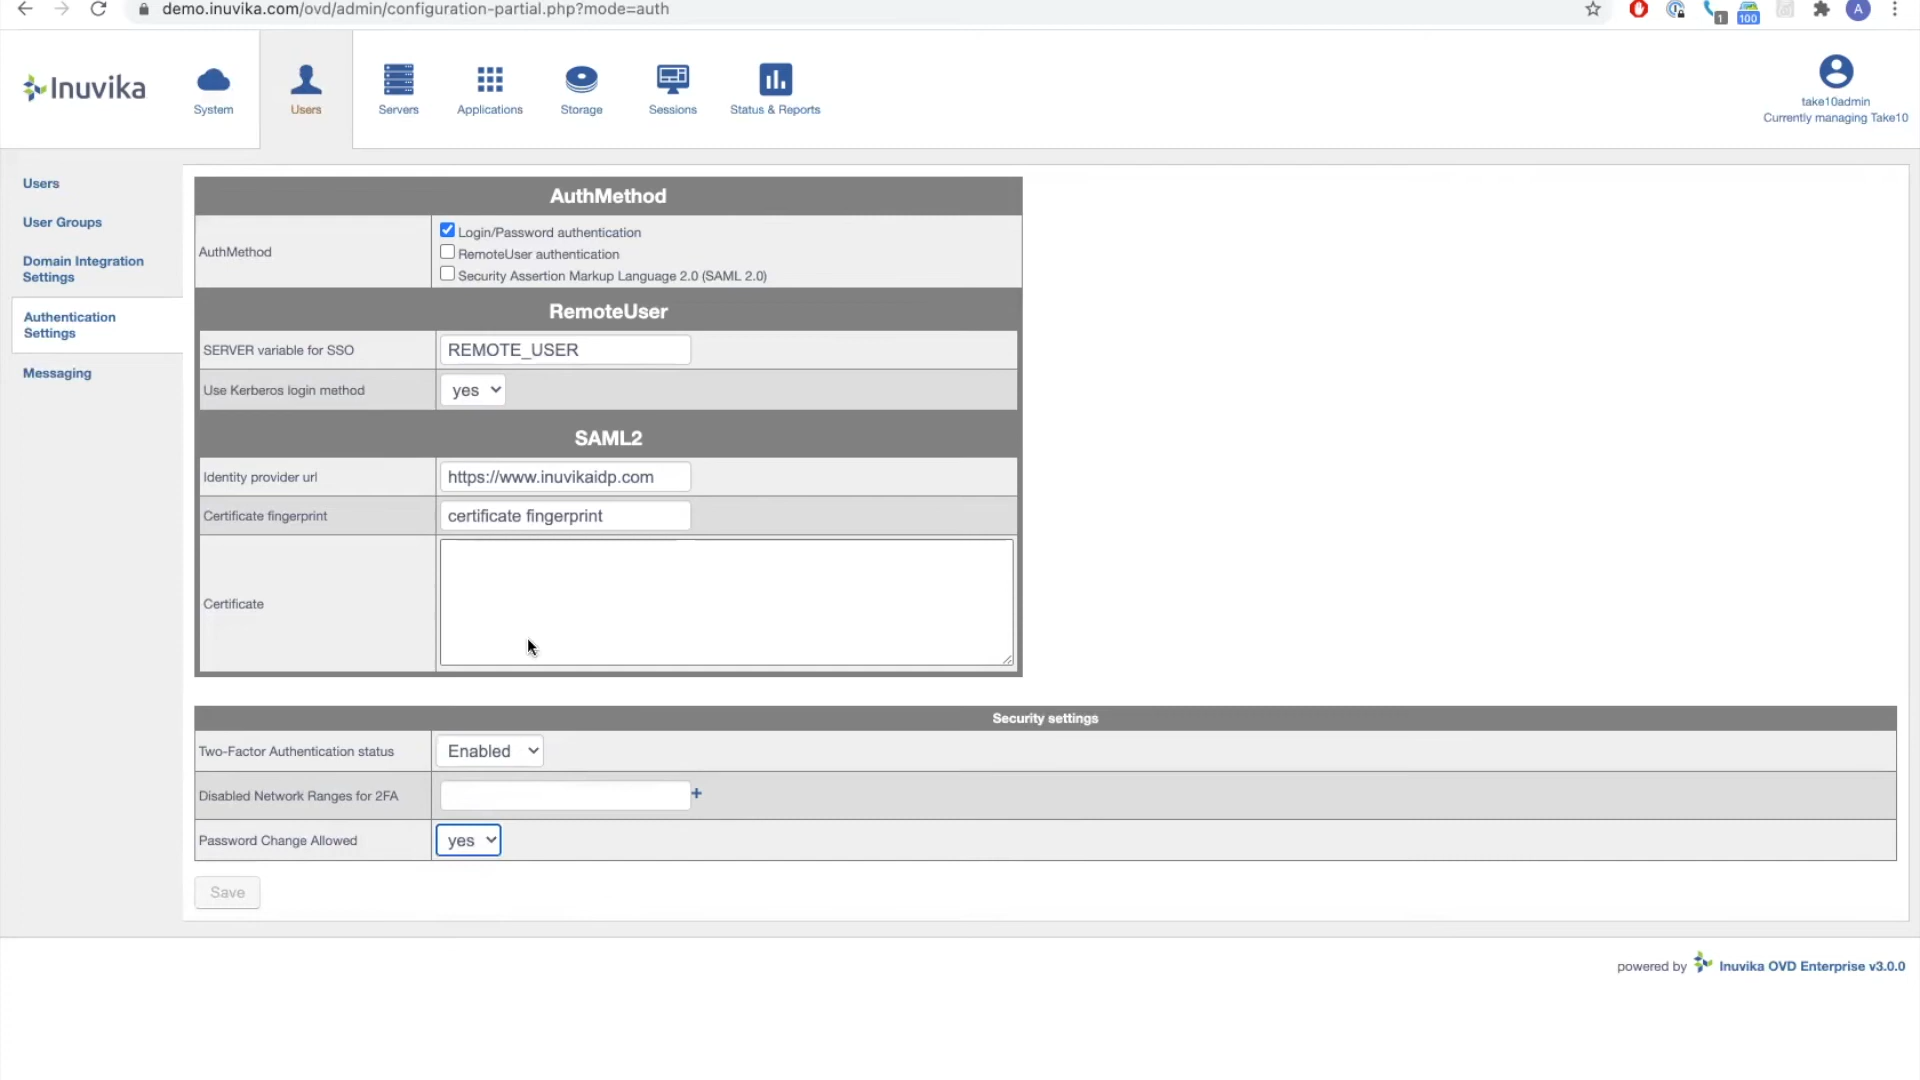 demo.inuvika.com/ovd/admin/configuration-partial.php?mode=auth
1
100
A
Inuvika
System
Users
Servers
Applications
Storage
Sessions
Status & Reports
take10admin
Currently managing Take10
Users
User Groups
Domain Integration
Settings
Authentication
Settings
Messaging
AuthMethod
AuthMethod
Login/Password authentication
RemoteUser authentication
Security Assertion Markup Language 2.0 (SAML 2.0)
RemoteUser
SERVER variable for SSO
REMOTE_USER
Use Kerberos login method
yes
SAML2
Identity provider url
https://www.inuvikaidp.com
Certificate fingerprint
certificate fingerprint
Certificate
Security settings
Two-Factor Authentication status
Enabled
Disabled Network Ranges for 2FA
+
Password Change Allowed
yes
Save
powered by Inuvika OVD Enterprise v3.0.0